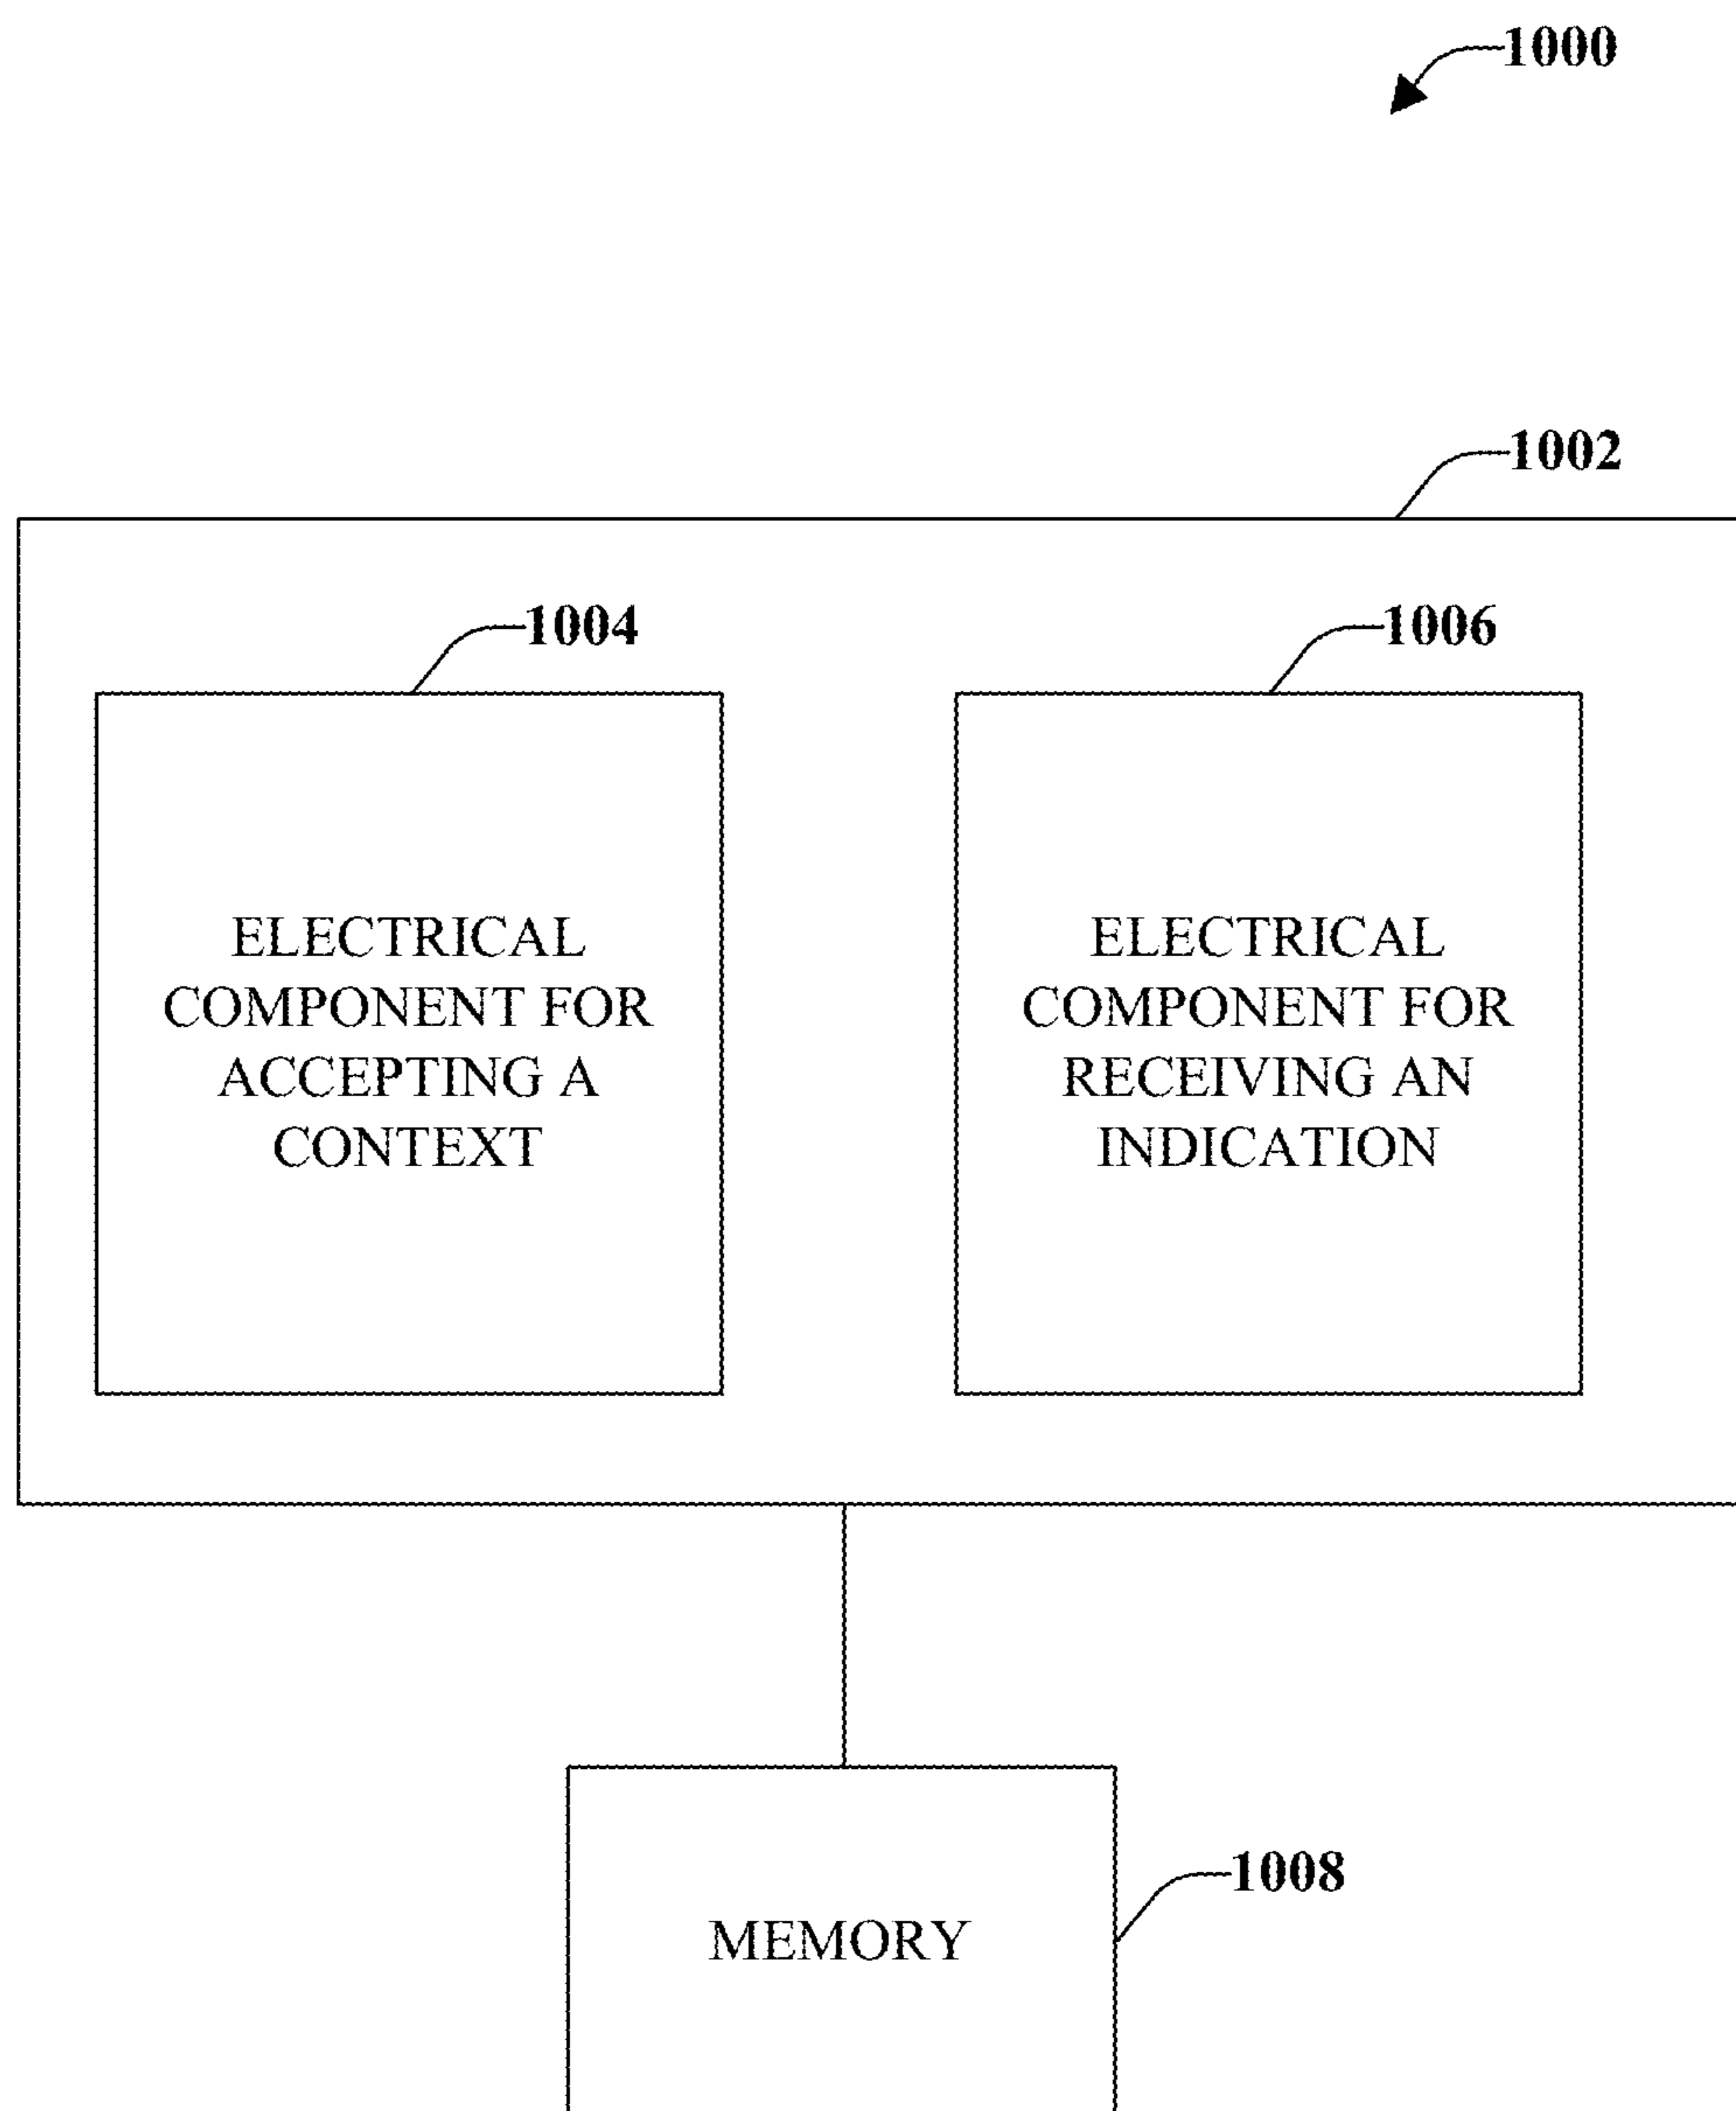 1000
1002
1004
1006
ELECTRICAL
COMPONENT FOR
ACCEPTING A
CONTEXT
ELECTRICAL
COMPONENT FOR
RECEIVING AN
INDICATION
1008
MEMORY